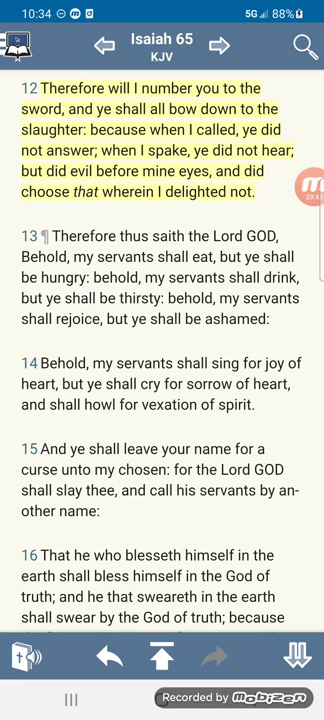 10:34
5G 88%
Isaiah 65
KJV
12 Therefore will I number you to the
sword, and ye shall all bow down to the
slaughter: because when I called, ye did
not answer; when I spake, ye did not hear;
but did evil before mine eyes, and did
choose that wherein I delighted not.
29:43
13 ¶ Therefore thus saith the Lord GOD,
Behold, my servants shall eat, but ye shall
be hungry: behold, my servants shall drink,
but ye shall be thirsty: behold, my servants
shall rejoice, but ye shall be ashamed:
14 Behold, my servants shall sing for joy of
heart, but ye shall cry for sorrow of heart,
and shall howl for vexation of spirit.
15 And ye shall leave your name for a
curse unto my chosen: for the Lord GOD
shall slay thee, and call his servants by an-
other name:
16 That he who blesseth himself in the
earth shall bless himself in the God of
truth; and he that sweareth in the earth
shall swear by the God of truth; because
Recorded by MOBIZEN